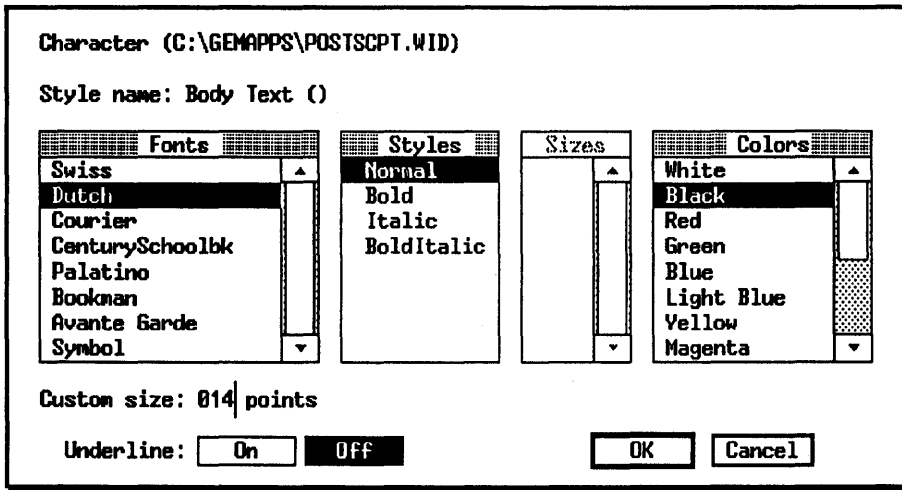 Character (C:\GEMAPPS\POSTSCPT.WID)
Style name: Body Text ()
Fonts
Swiss
Dutch
Courier
CenturySchoolbk
Palatino
Bookman
Avante Garde
Symbol
Styles
Normal
Bold
Italic
BoldItalic
Sizes
Colors
White
Black
Red
Green
Blue
Light Blue
Yellow
Magenta
Custom size: 014 points
Underline: On Off
OK Cancel